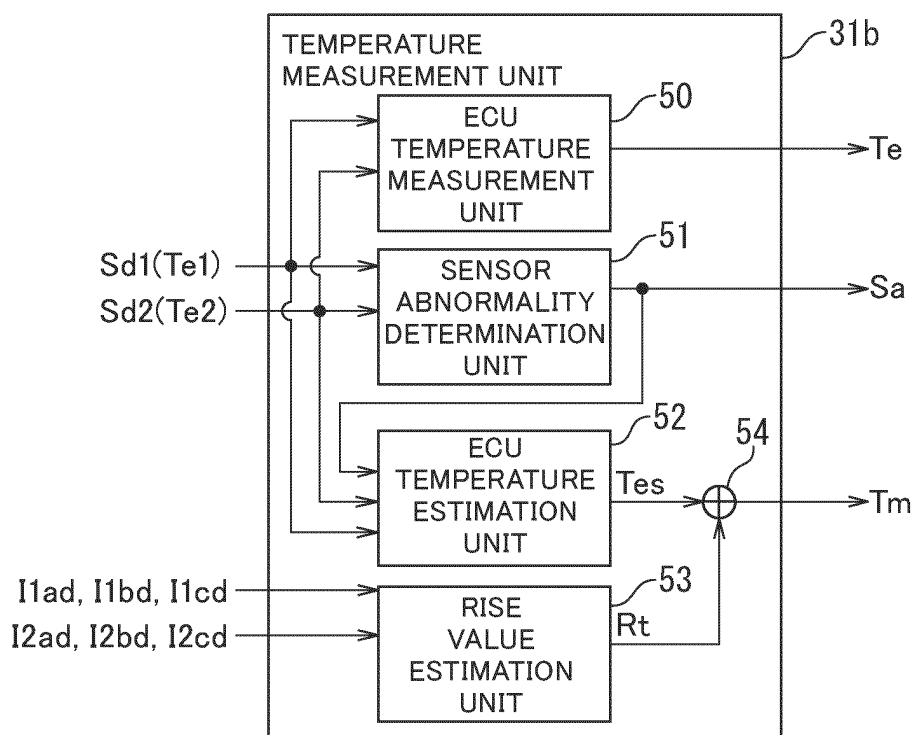 31b
TEMPERATURE
MEASUREMENT UNIT
50
ECU
TEMPERATURE
MEASUREMENT
UNIT
Te
51
Sd1(Te1)
Sd2(Te2)
SENSOR
ABNORMALITY
DETERMINATION
UNIT
Sa
52
ECU
TEMPERATURE
ESTIMATION
UNIT
Tes
54
Tm
53
I1ad, I1bd, I1cd
I2ad, I2bd, I2cd
RISE
VALUE
ESTIMATION
UNIT
Rt